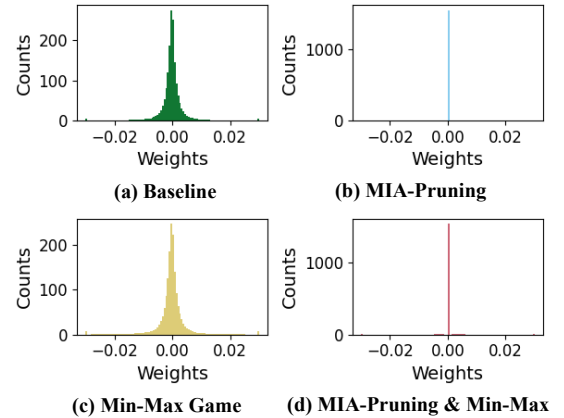 Counts
200
100
0
−0.02 0.00 0.02
Weights
(a) Baseline
Counts
1000
0
−0.02 0.00 0.02
Weights
(b) MIA-Pruning
Counts
200
100
0
−0.02 0.00 0.02
Weights
(c) Min-Max Game
Counts
1000
0
−0.02 0.00 0.02
Weights
(d) MIA-Pruning & Min-Max